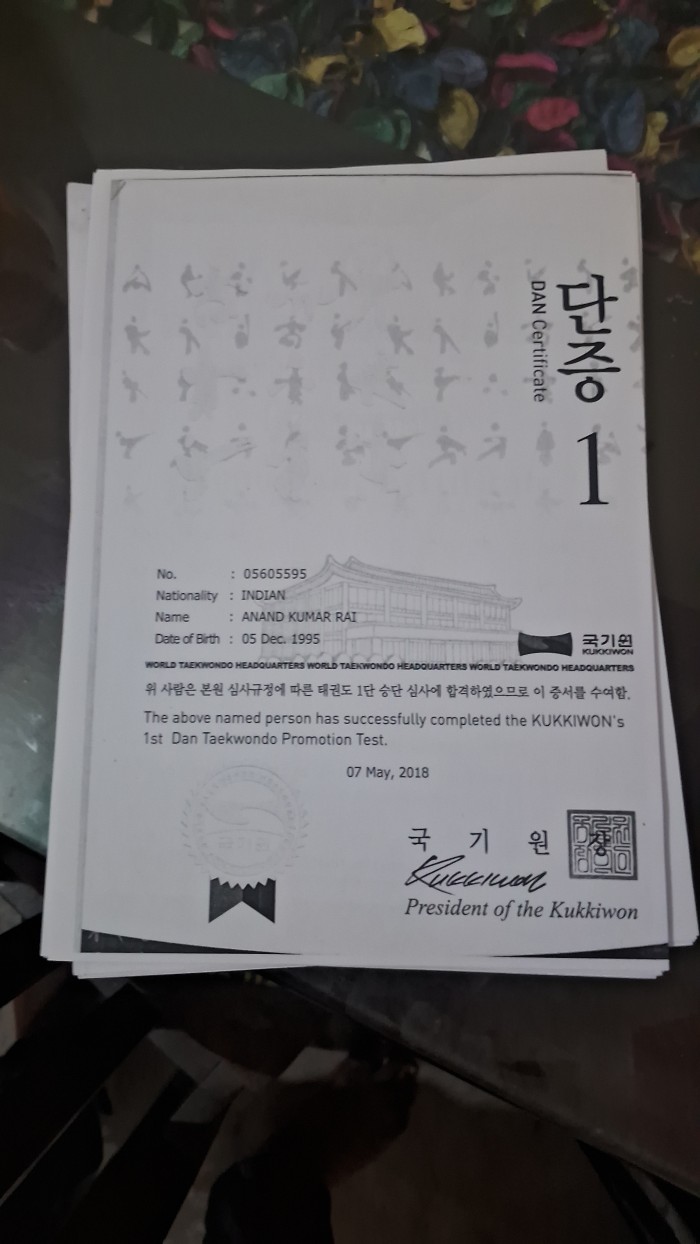 단증
DAN Certificate
1
No. : 05605595
Nationality : INDIAN
Name : ANAND KUMAR RAI
Date of Birth : 05 Dec. 1995
국기원
KUKKIWON
WORLD TAEKWONDO HEADQUARTERS WORLD TAEKWONDO HEADQUARTERS WORLD TAEKWONDO HEADQUARTERS
위 사람은 본원 심사규정에 따른 태권도 1단 승단 심사에 합격하였으므로 이 증서를 수여함.
The above named person has successfully completed the KUKKIWON's
1st Dan Taekwondo Promotion Test.
07 May, 2018
국기원
국 기 원 장
Kukkiwon
President of the Kukkiwon